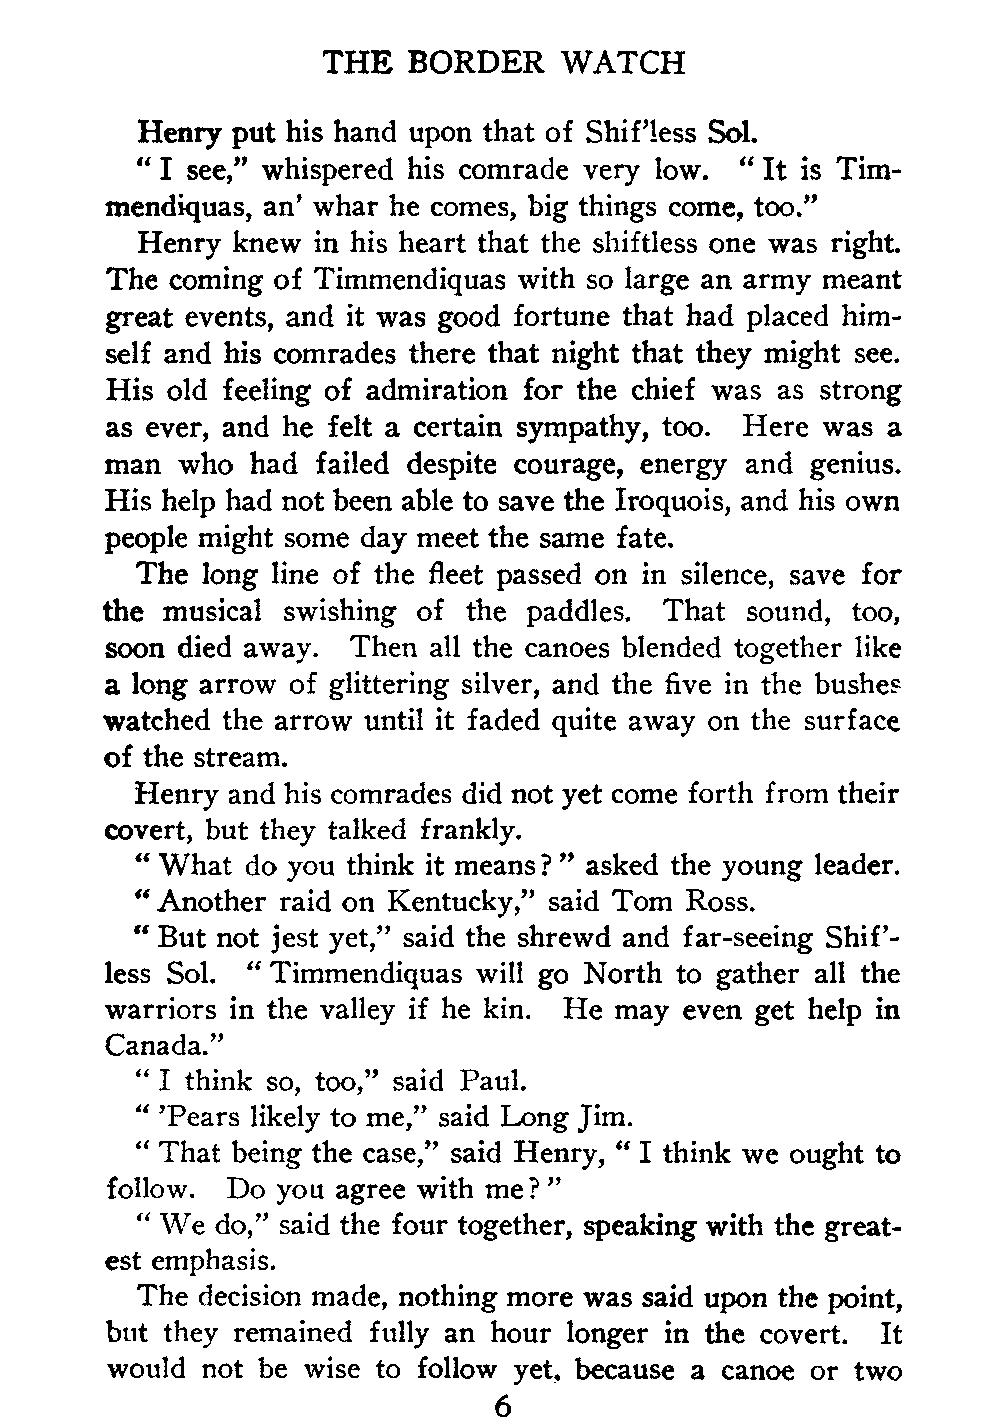 THE BORDER WATCH
Henry put his hand upon that of Shif'less Sol.
" I see," whispered his comrade very low. " It is Tim-
mendiquas, an' whar he comes, big things come, too."
Henry knew in his heart that the shiftless one was right.
The coming of Timmendiquas with so large an army meant
great events, and it was good fortune that had placed him-
self and his comrades there that night that they might see.
His old feeling of admiration for the chief was as strong
as ever, and he felt a certain sympathy, too. Here was a
man who had failed despite courage, energy and genius.
His help had not been able to save the Iroquois, and his own
people might some day meet the same fate.
The long line of the fleet passed on in silence, save for
the musical swishing of the paddles. That sound, too,
soon died away. Then all the canoes blended together like
a long arrow of glittering silver, and the five in the bushes
watched the arrow until it faded quite away on the surface
of the stream.
Henry and his comrades did not yet come forth from their
covert, but they talked frankly.
" What do you think it means? " asked the young leader.
" Another raid on Kentucky," said Tom Ross.
" But not jest yet," said the shrewd and far-seeing Shif'-
less Sol. " Timmendiquas will go North to gather all the
warriors in the valley if he kin. He may even get help in
Canada."
" I think so, too," said Paul.
" 'Pears likely to me," said Long Jim.
" That being the case," said Henry, " I think we ought to
follow. Do you agree with me? "
" We do," said the four together, speaking with the great-
est emphasis.
The decision made, nothing more was said upon the point,
but they remained fully an hour longer in the covert. It
would not be wise to follow yet, because a canoe or two
6